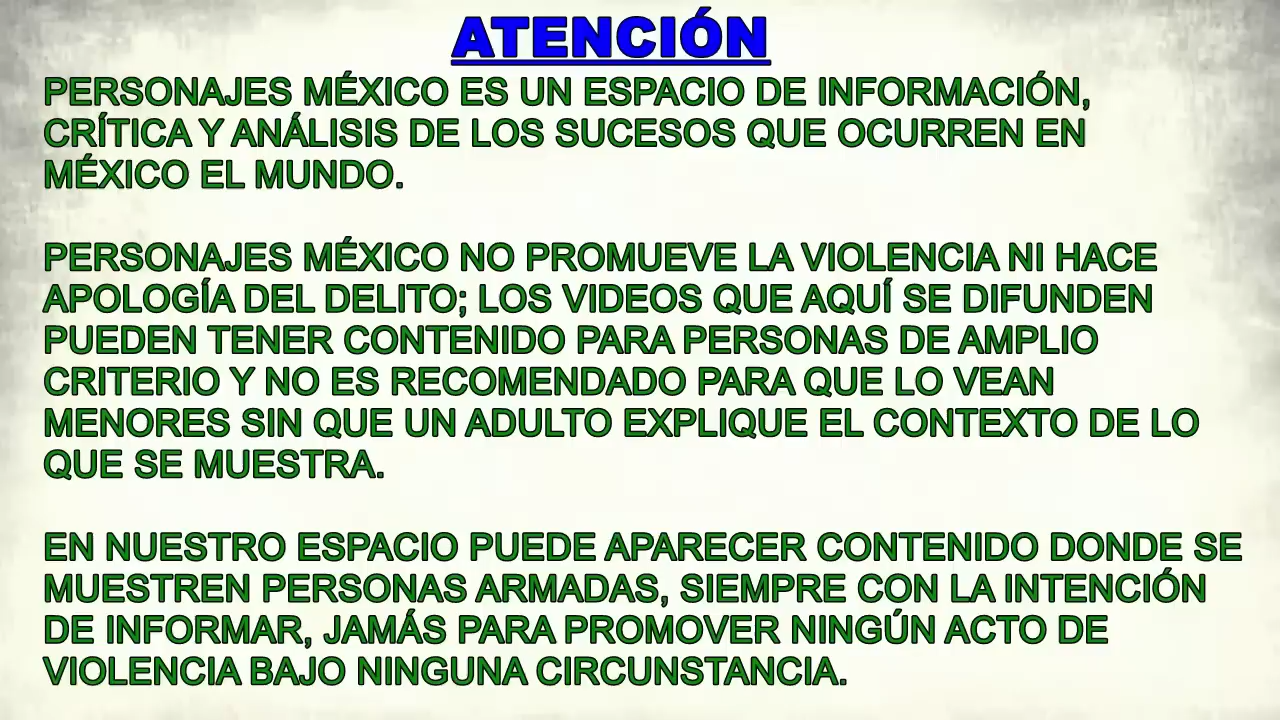 ATENCIÓN
PERSONAJES MÉXICO ES UN ESPACIO DE INFORMACIÓN,
CRÍTICA Y ANÁLISIS DE LOS SUCESOS QUE OCURREN EN
MÉXICO EL MUNDO.
PERSONAJES MÉXICO NO PROMUEVE LA VIOLENCIA NI HACE
APOLOGÍA DEL DELITO; LOS VIDEOS QUE AQUÍ SE DIFUNDEN
PUEDEN TENER CONTENIDO PARA PERSONAS DE AMPLIO
CRITERIO Y NO ES RECOMENDADO PARA QUE LO VEAN
MENORES SIN QUE UN ADULTO EXPLIQUE EL CONTEXTO DE LO
QUE SE MUESTRA.
EN NUESTRO ESPACIO PUEDE APARECER CONTENIDO DONDE SE
MUESTREN PERSONAS ARMADAS, SIEMPRE CON LA INTENCIÓN
DE INFORMAR, JAMÁS PARA PROMOVER NINGÚN ACTO DE
VIOLENCIA BAJO NINGUNA CIRCUNSTANCIA.